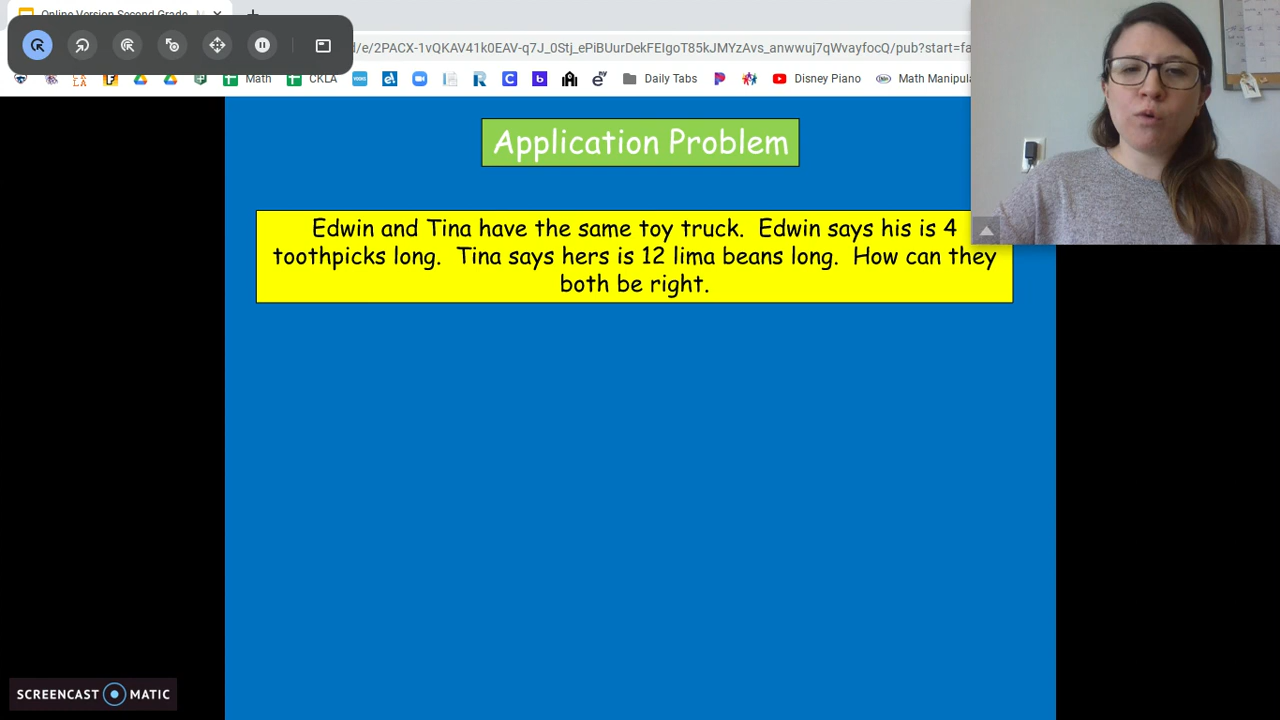 Online Version Second Grade
d/e/2PACX-1vQKAV41k0EAV-q7J_0Stj_ePiBUurDekFEIgoT85kJMYzAvs_anwwuj7qWvayfocQ/pub?start=fa
Math CKLA Daily Tabs Disney Piano Math Manipula
Application Problem
Edwin and Tina have the same toy truck. Edwin says his is 4
toothpicks long. Tina says hers is 12 lima beans long. How can they
both be right.
SCREENCAST MATIC